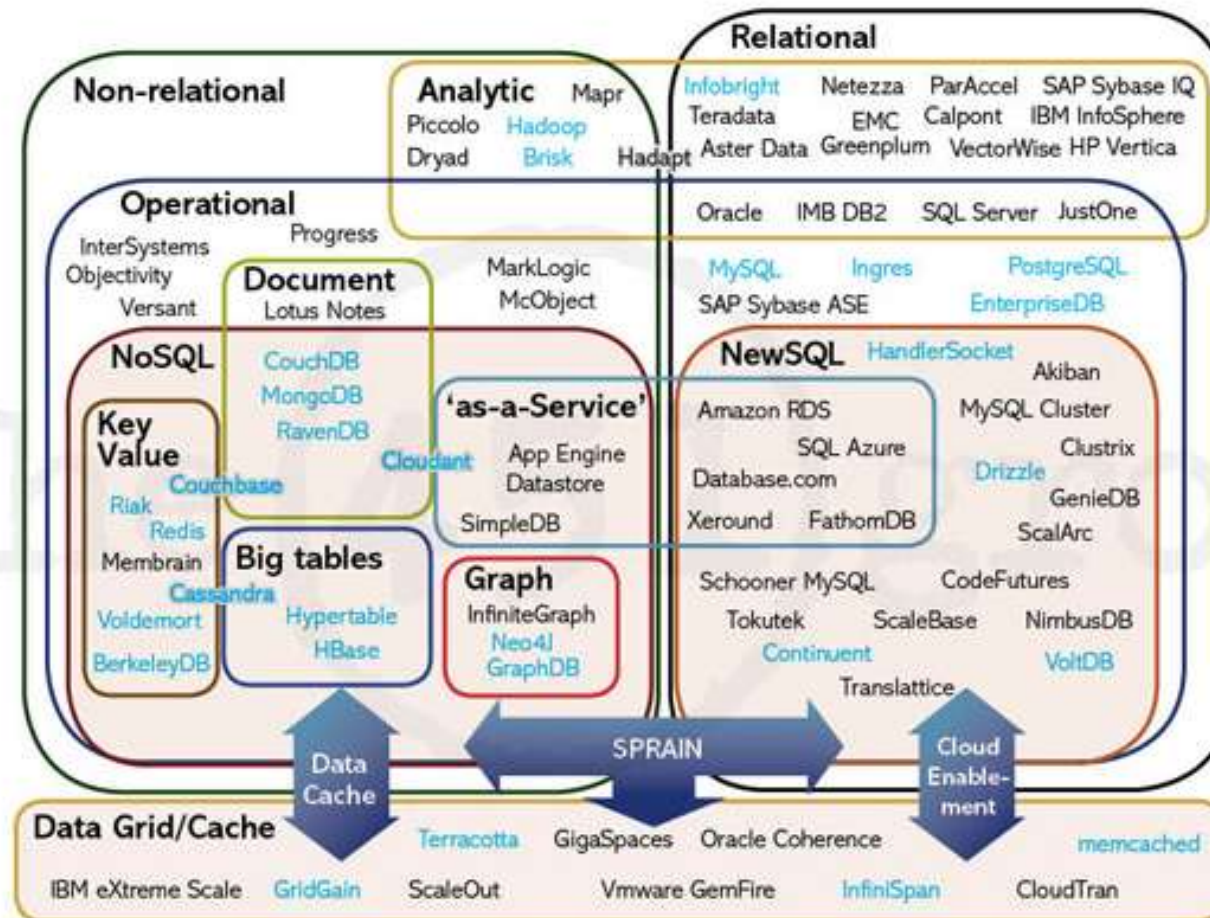 Relational
Non-relational
Analytic
Mapr
Piccolo
Hadoop
Dryad
Brisk
Hadapt
Infobright
Netezza
ParAccel
SAP Sybase IQ
Teradata
EMC
Greenplum
Calpont
IBM InfoSphere
Aster Data
VectorWise
HP Vertica
Operational
Oracle
IMB DB2
SQL Server
JustOne
InterSystems
Progress
Objectivity
Versant
Document
Lotus Notes
MarkLogic
McObject
MySQL
Ingres
PostgreSQL
SAP Sybase ASE
EnterpriseDB
NoSQL
CouchDB
MongoDB
RavenDB
Key
Value
Couchbase
Riak
Redis
Membrain
Cassandra
Voldemort
BerkeleyDB
Big tables
Hypertable
HBase
'as-a-Service'
Cloudant
App Engine
Datastore
SimpleDB
Graph
InfiniteGraph
Neo4J
GraphDB
NewSQL
HandlerSocket
Akiban
Amazon RDS
MySQL Cluster
SQL Azure
Clustrix
Database.com
Drizzle
GenieDB
Xeround
FathomDB
ScalArc
Schooner MySQL
CodeFutures
Tokutek
ScaleBase
NimbusDB
Continuent
VoltDB
Translattice
Data
Cache
SPRAIN
Cloud
Enable-
ment
Data Grid/Cache
Terracotta
GigaSpaces
Oracle Coherence
memcached
IBM eXtreme Scale
GridGain
ScaleOut
Vmware GemFire
InfiniSpan
CloudTran